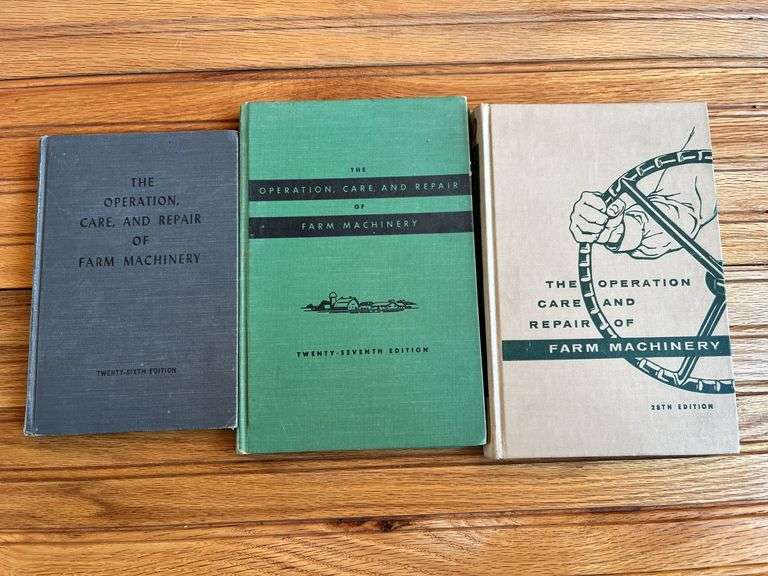 THE
OPERATION,
CARE, AND REPAIR
OF
FARM MACHINERY
TWENTY-SIXTH EDITION
THE
OPERATION, CARE, AND REPAIR
OF
FARM MACHINERY
TWENTY-SEVENTH EDITION
THE OPERATION
CARE AND
REPAIR OF
FARM MACHINERY
28TH EDITION